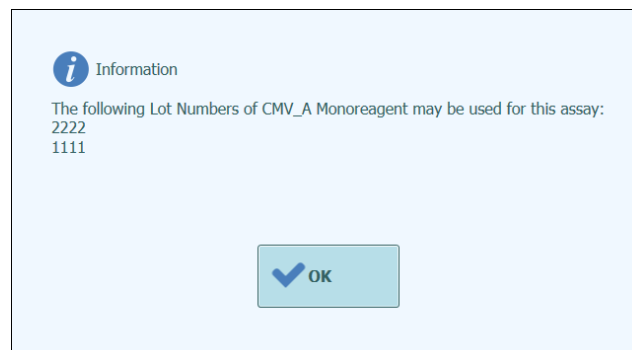 Information
The following Lot Numbers of CMV_A Monoreagent may be used for this assay:
2222
1111
OK